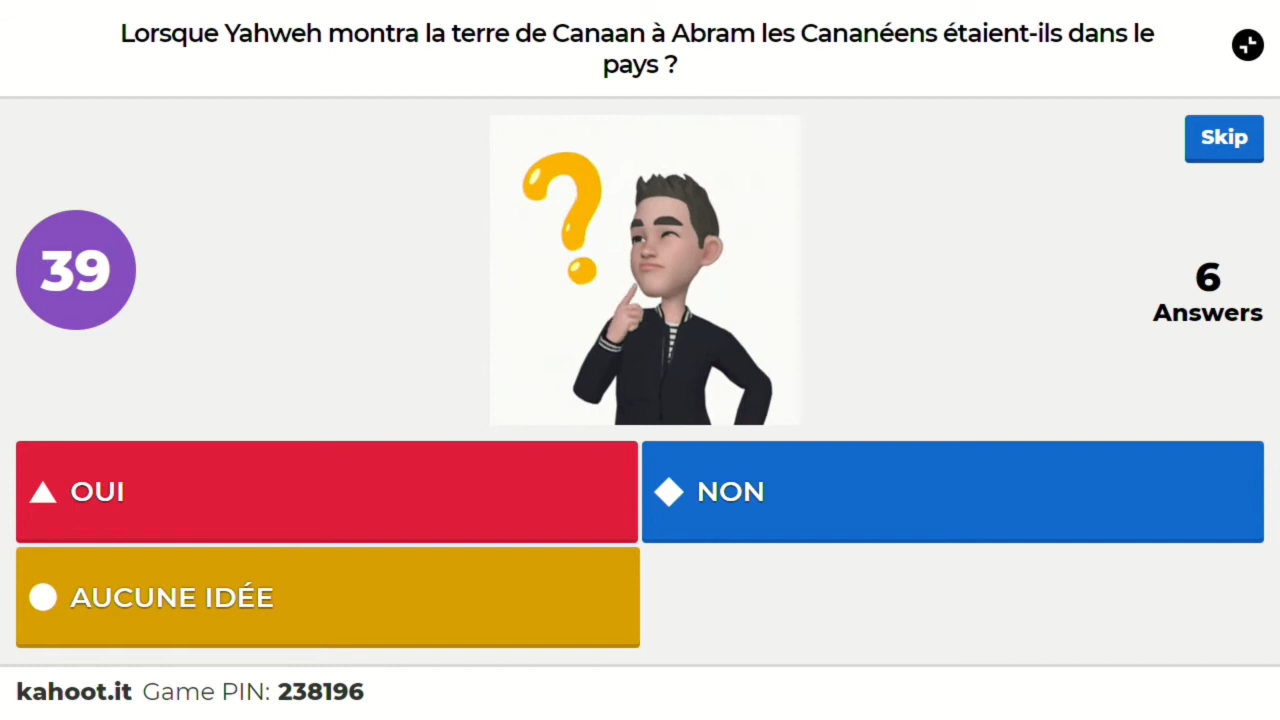 Lorsque Yahweh montra la terre de Canaan à Abram les Cananéens étaient-ils dans le
pays ?
Skip
39
6
Answers
OUI
NON
AUCUNE IDÉE
kahoot.it Game PIN: 238196